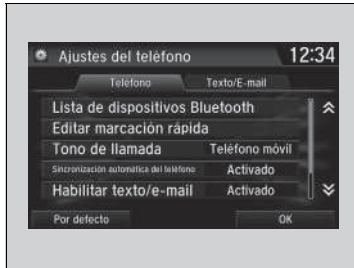 Ajustes del teléfono 12:34
Teléfono Texto/E-mail
Lista de dispositivos Bluetooth
Editar marcación rápida
Tono de llamada Teléfono móvil
Sincronización automática del teléfono Activado
Habilitar texto/e-mail Activado
Por defecto OK